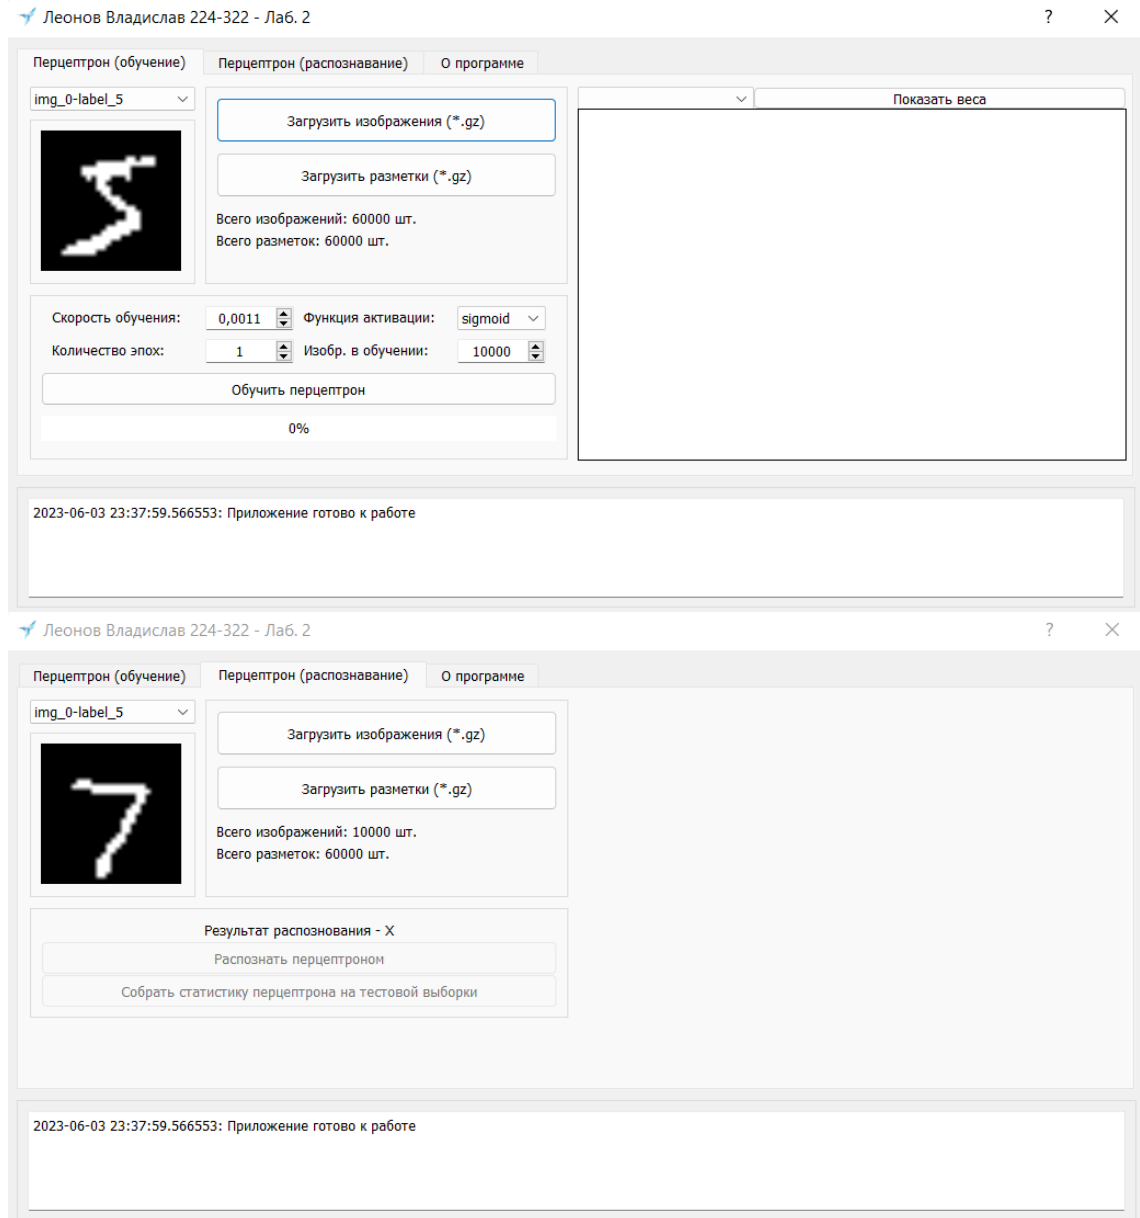 Леонов Владислав 224-322 - Лаб. 2
Перцептрон (обучение) Перцептрон (распознавание) О программе
img_0-label_5
Загрузить изображения (*.gz)
Показать веса
Загрузить разметки (*.gz)
Всего изображений: 60000 шт.
Всего разметок: 60000 шт.
Скорость обучения: 0,0011 Функция активации: sigmoid
Количество эпох: 1 Изобр. в обучении: 10000
Обучить перцептрон
0%
2023-06-03 23:37:59.566553: Приложение готово к работе
Леонов Владислав 224-322 - Лаб. 2
Перцептрон (обучение) Перцептрон (распознавание) О программе
img_0-label_5
Загрузить изображения (*.gz)
Загрузить разметки (*.gz)
Всего изображений: 10000 шт.
Всего разметок: 60000 шт.
Результат распознования - X
Распознать перцептроном
Собрать статистику перцептрона на тестовой выборки
2023-06-03 23:37:59.566553: Приложение готово к работе